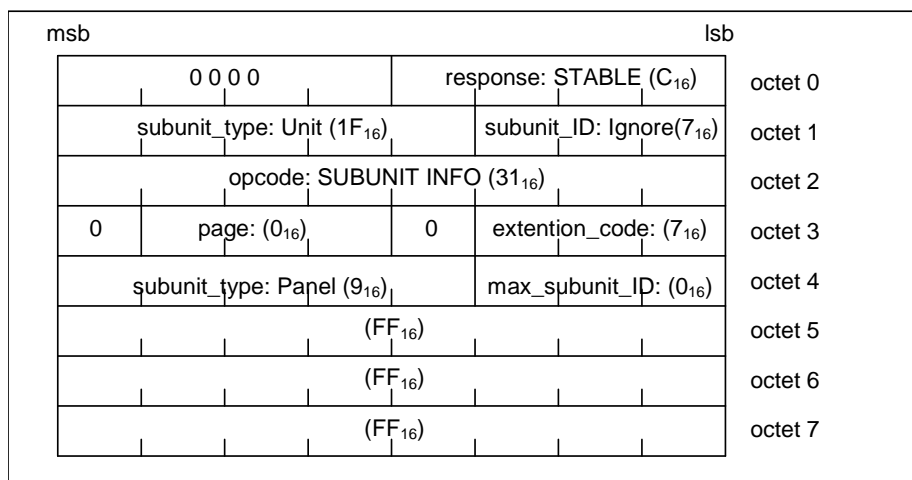 msb lsb
0 0 0 0 response: STABLE (C₁₆) octet 0
subunit_type: Unit (1F₁₆) subunit_ID: Ignore(7₁₆) octet 1
opcode: SUBUNIT INFO (31₁₆) octet 2
0 page: (0₁₆) 0 extention_code: (7₁₆) octet 3
subunit_type: Panel (9₁₆) max_subunit_ID: (0₁₆) octet 4
(FF₁₆) octet 5
(FF₁₆) octet 6
(FF₁₆) octet 7